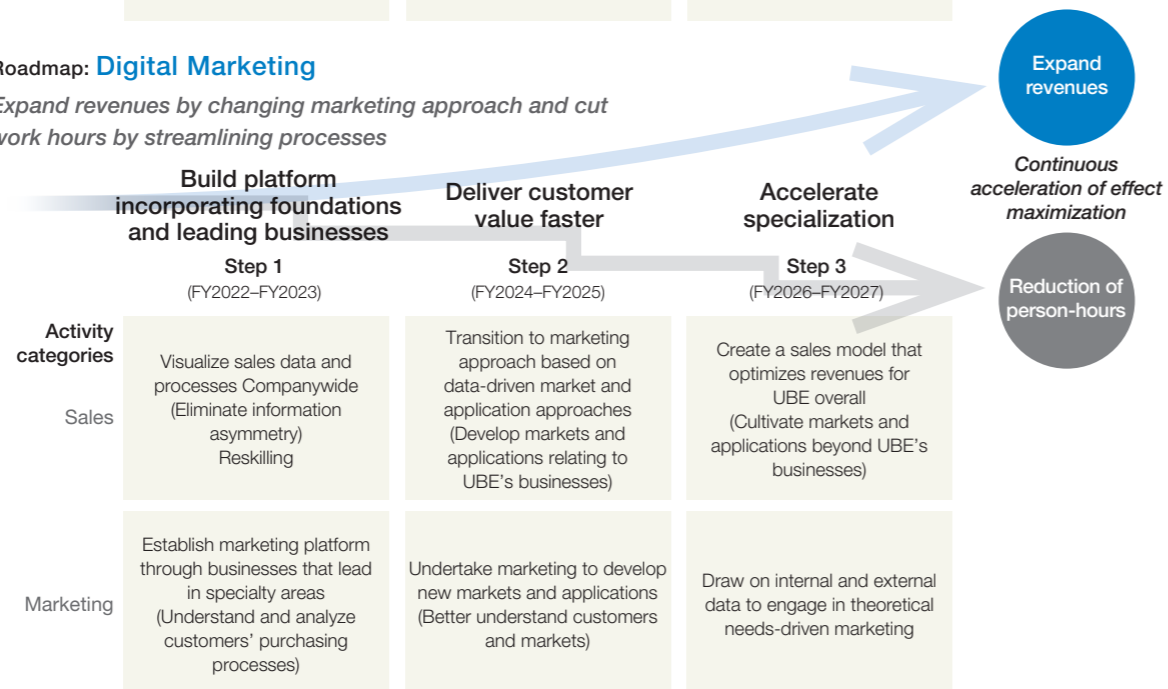 Roadmap: Digital Marketing
Expand revenues by changing marketing approach and cut
work hours by streamlining processes
Expand
revenues
Continuous
acceleration of effect
maximization
Reduction of
person-hours
Build platform
incorporating foundations
and leading businesses
Step 1
(FY2022–FY2023)
Deliver customer
value faster
Step 2
(FY2024–FY2025)
Accelerate
specialization
Step 3
(FY2026–FY2027)
Activity
categories
Sales
Visualize sales data and
processes Companywide
(Eliminate information
asymmetry)
Reskilling
Transition to marketing
approach based on
data-driven market and
application approaches
(Develop markets and
applications relating to
UBE's businesses)
Create a sales model that
optimizes revenues for
UBE overall
(Cultivate markets and
applications beyond UBE's
businesses)
Marketing
Establish marketing platform
through businesses that lead
in specialty areas
(Understand and analyze
customers' purchasing
processes)
Undertake marketing to develop
new markets and applications
(Better understand customers
and markets)
Draw on internal and external
data to engage in theoretical
needs-driven marketing